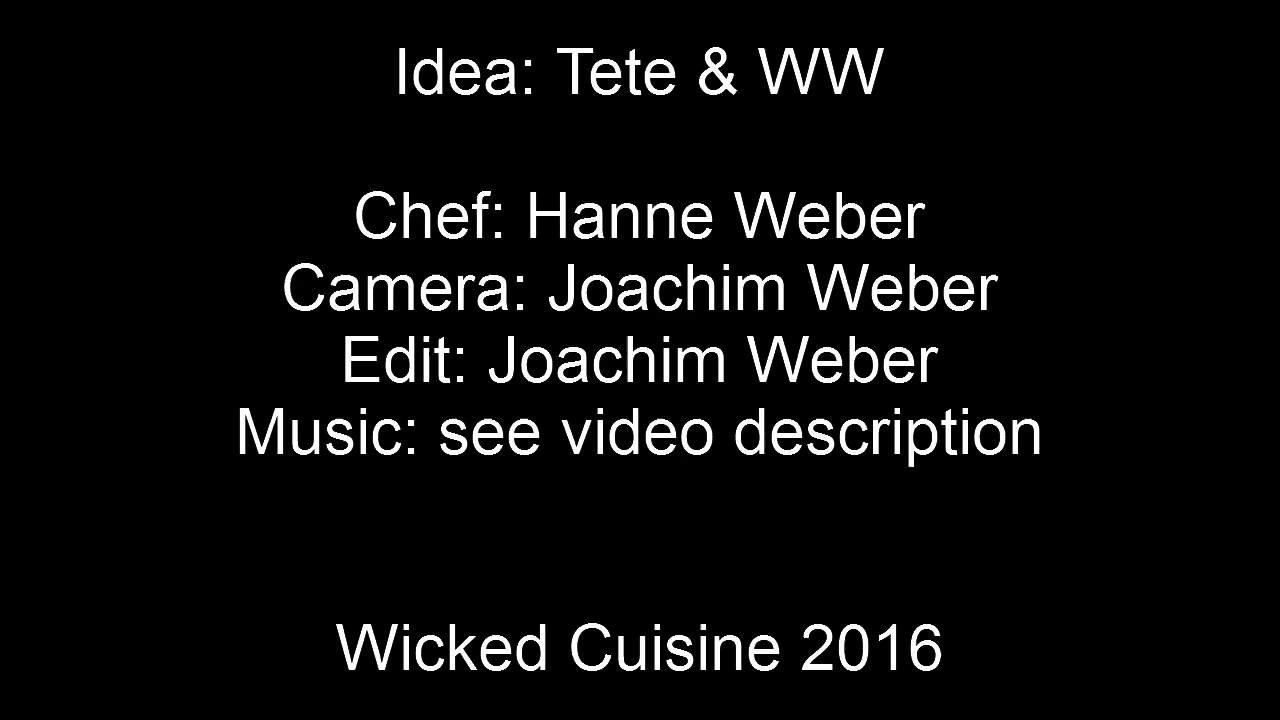 Idea: Tete & WW
Chef: Hanne Weber
Camera: Joachim Weber
Edit: Joachim Weber
Music: see video description
Wicked Cuisine 2016